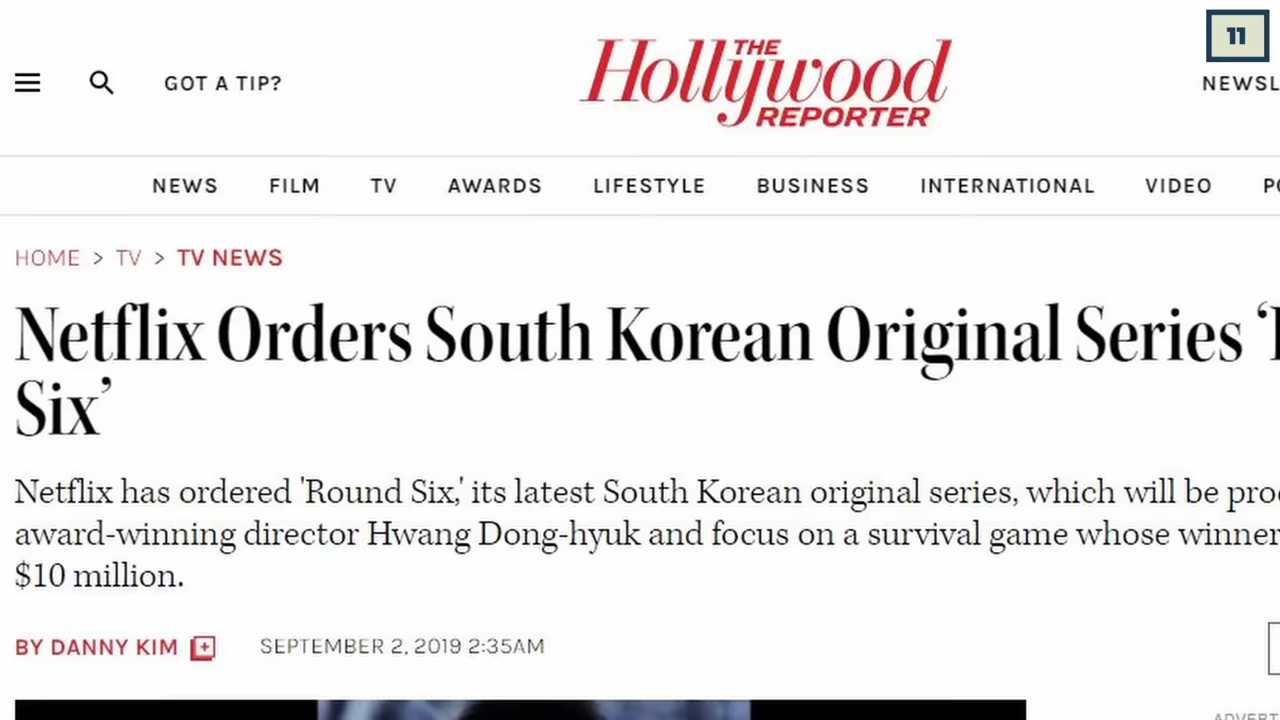 11
GOT A TIP?
THE
Hollywood
REPORTER
NEWSL
NEWS FILM TV AWARDS LIFESTYLE BUSINESS INTERNATIONAL VIDEO
HOME > TV > TV NEWS
Netflix Orders South Korean Original Series ‘
Six’
Netflix has ordered 'Round Six,' its latest South Korean original series, which will be pro
award-winning director Hwang Dong-hyuk and focus on a survival game whose winner
$10 million.
BY DANNY KIM SEPTEMBER 2, 2019 2:35AM